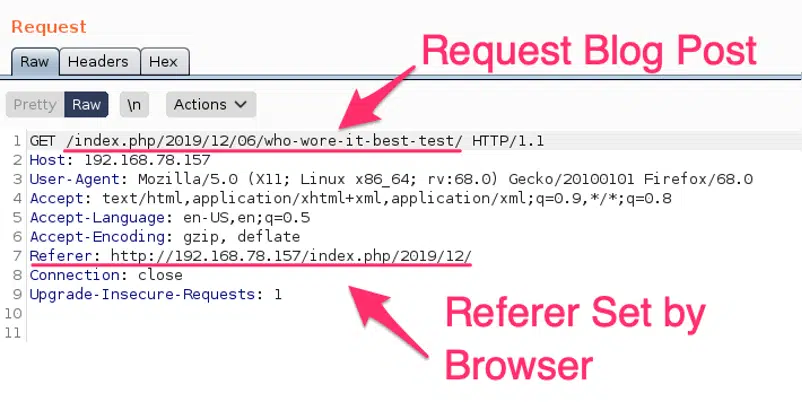 Request
Raw Headers Hex
Request Blog Post
Pretty Raw \n Actions
1 GET /index.php/2019/12/06/who-wore-it-best-test/ HTTP/1.1
2 Host: 192.168.78.157
3 User-Agent: Mozilla/5.0 (X11; Linux x86_64; rv:68.0) Gecko/20100101 Firefox/68.0
4 Accept: text/html,application/xhtml+xml,application/xml;q=0.9,*/*;q=0.8
5 Accept-Language: en-US,en;q=0.5
6 Accept-Encoding: gzip, deflate
7 Referer: http://192.168.78.157/index.php/2019/12/
8 Connection: close
9 Upgrade-Insecure-Requests: 1
10
11
Referer Set by
Browser